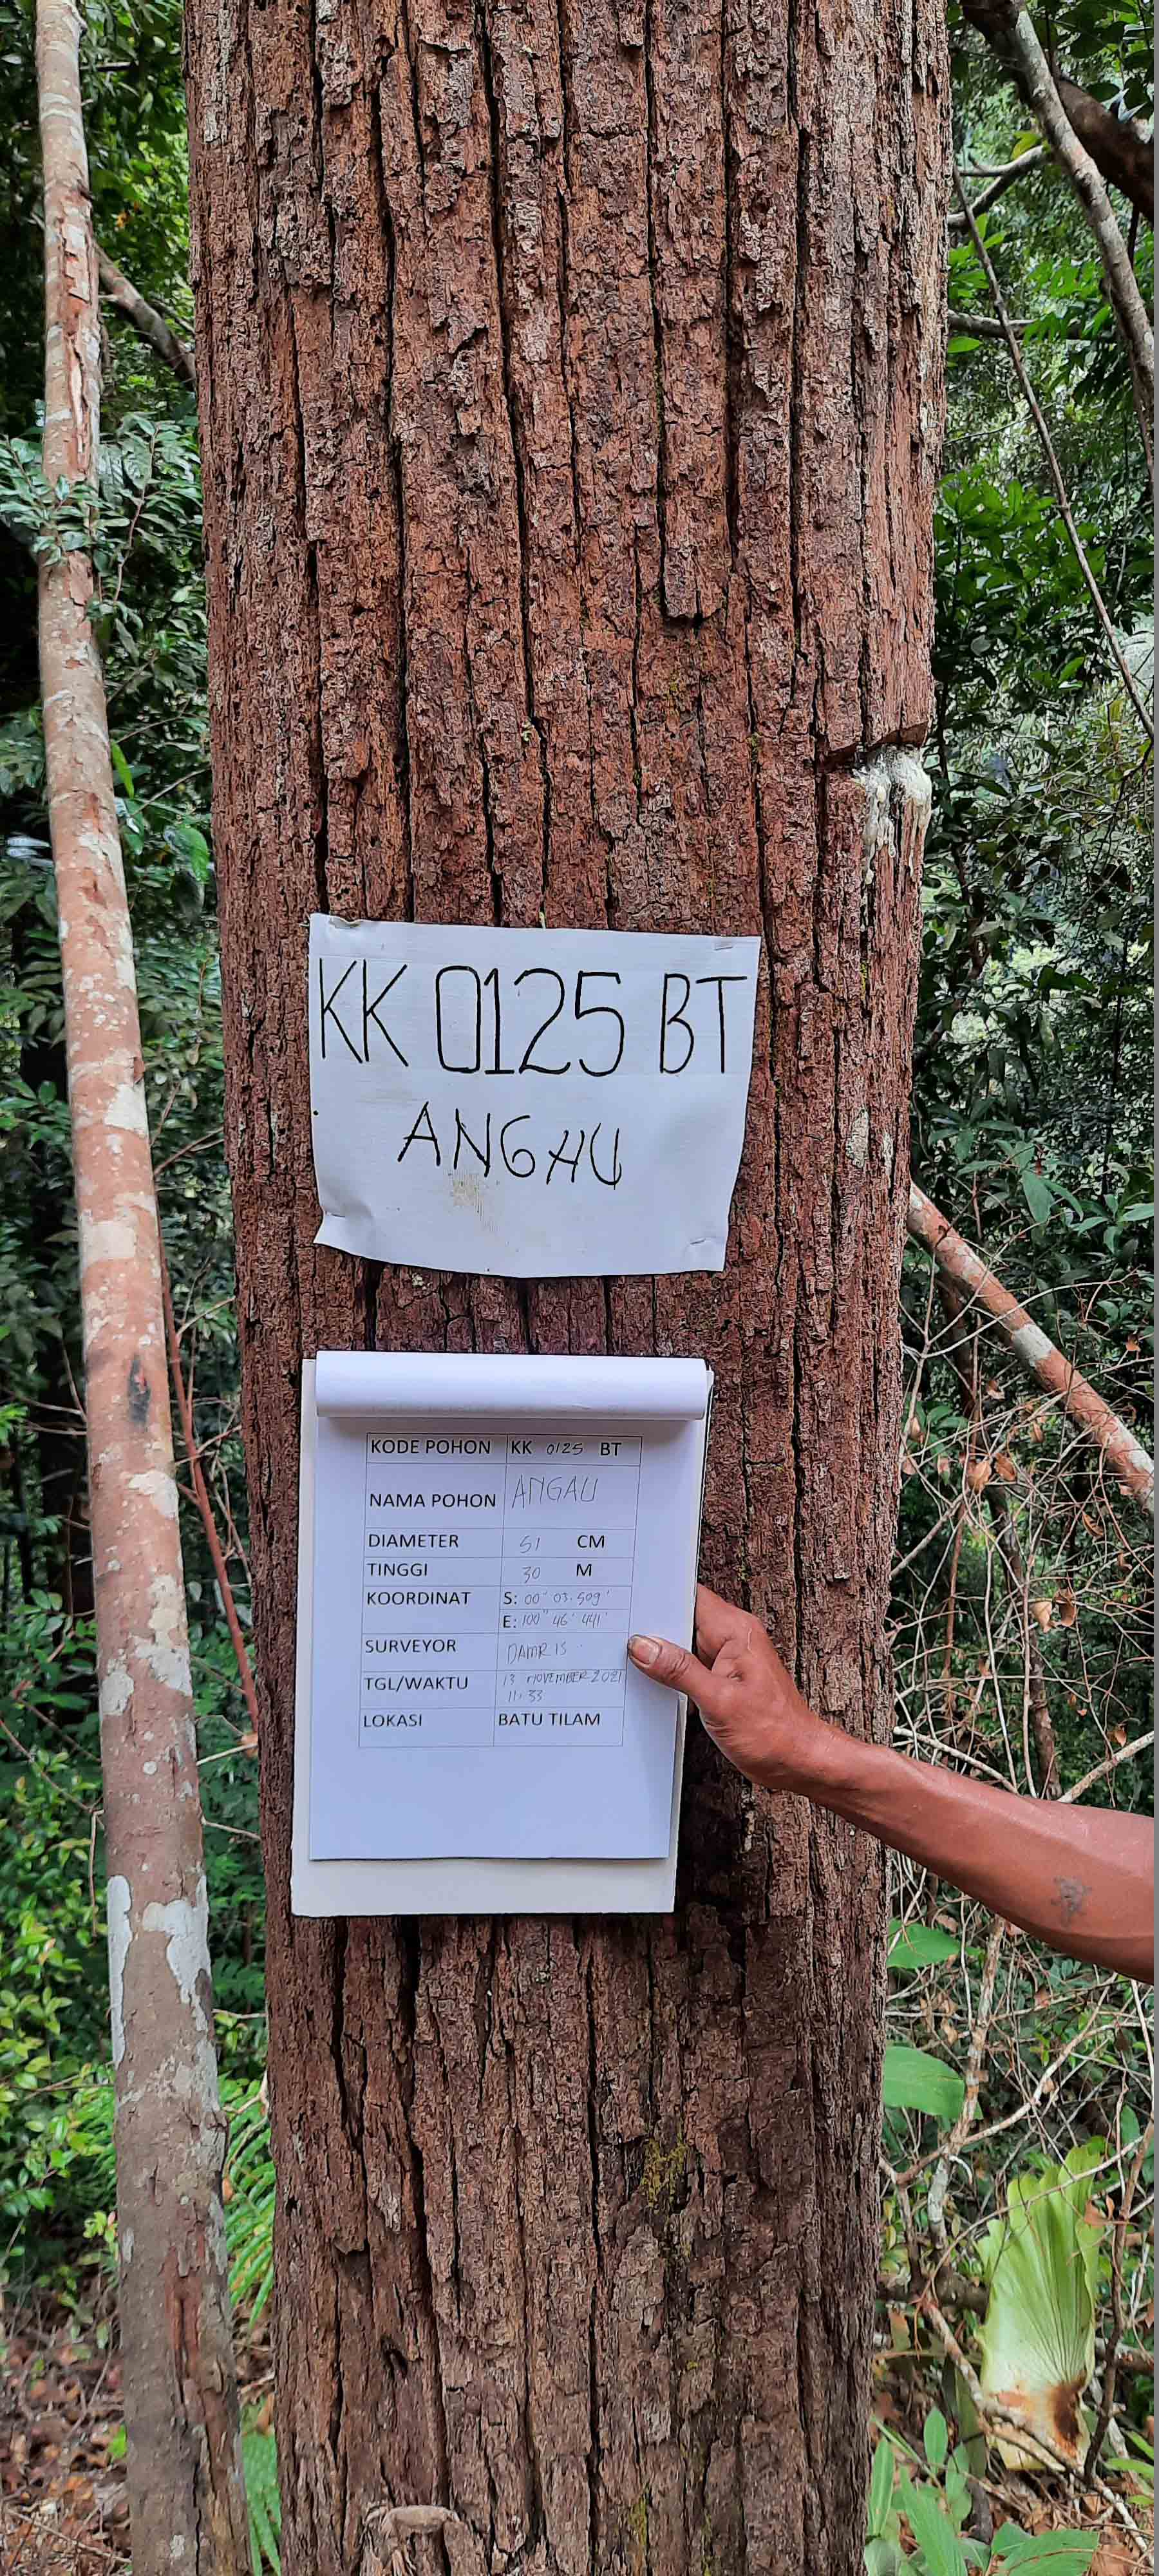 KK 0125 BT
ANGAU
KODE POHON KK 0125 BT
NAMA POHON ANGAU
DIAMETER 51 CM
TINGGI 30 M
KOORDINAT S: 00° 03. 509'
E: 100° 46' 441'
SURVEYOR DAMRIS
TGL/WAKTU 13 NOVEMBER 2021
11: 33
LOKASI BATU TILAM